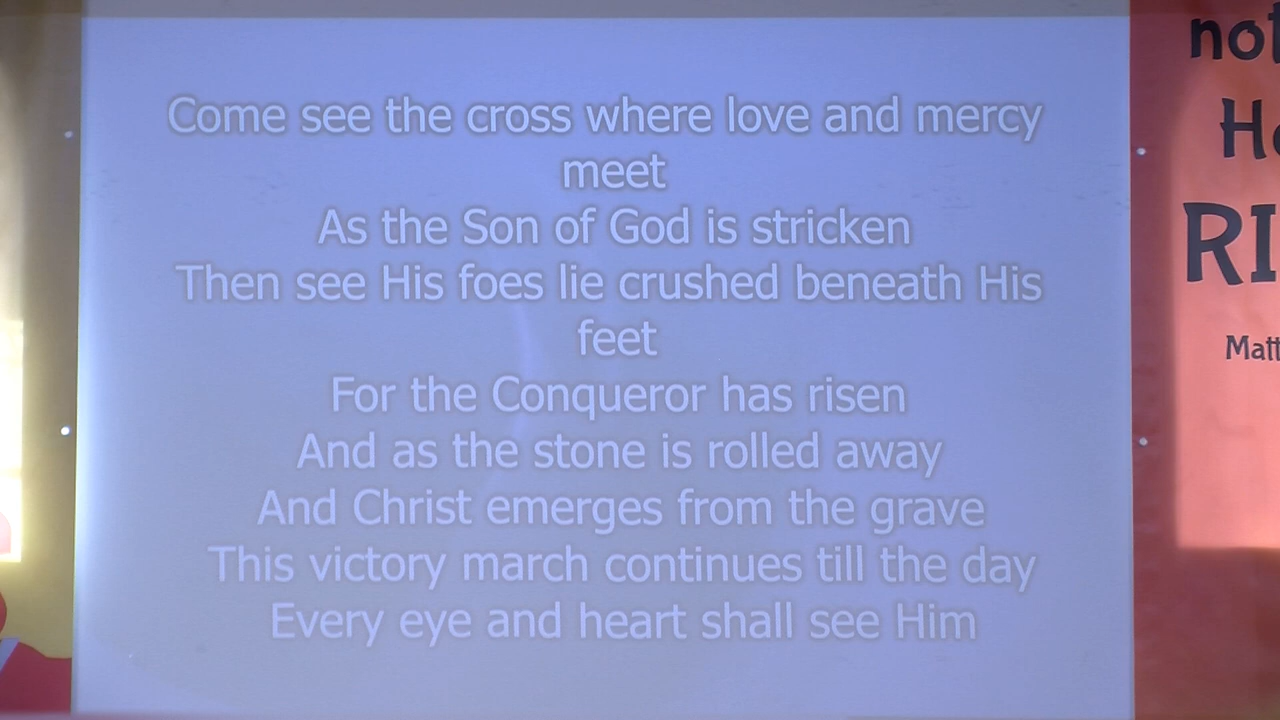 Come see the cross where love and mercy
meet
As the Son of God is stricken
Then see His foes lie crushed beneath His
feet
For the Conqueror has risen
And as the stone is rolled away
And Christ emerges from the grave
This victory march continues till the day
Every eye and heart shall see Him
not